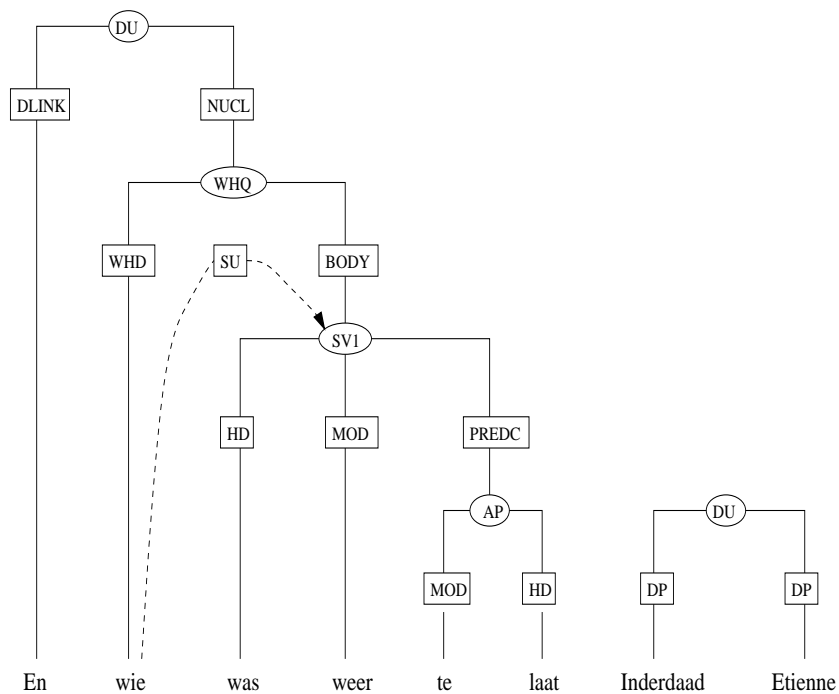 DU
DLINK NUCL
WHQ
WHD SU BODY
SV1
HD MOD PREDC
AP DU
MOD HD DP DP
En wie was weer te laat Inderdaad Etienne